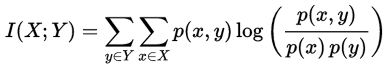 I(X;Y) = \sum_{y \in Y} \sum_{x \in X} p(x,y) \log \left( \frac{p(x,y)}{p(x)\,p(y)} \right)